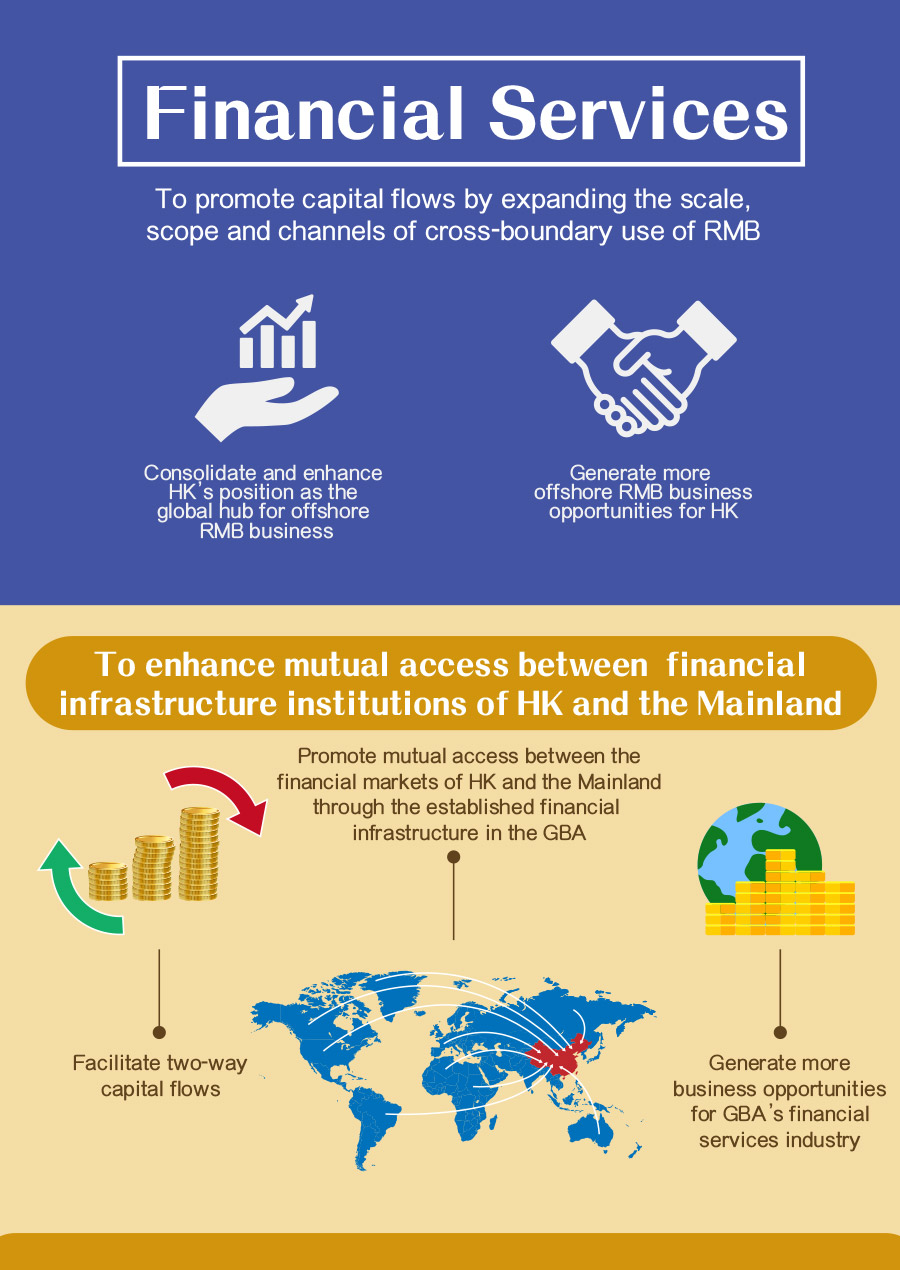 Financial Services
To promote capital flows by expanding the scale,
scope and channels of cross-boundary use of RMB
Consolidate and enhance
HK's position as the
global hub for offshore
RMB business
Generate more
offshore RMB business
opportunities for HK
To enhance mutual access between financial
infrastructure institutions of HK and the Mainland
Promote mutual access between the
financial markets of HK and the Mainland
through the established financial
infrastructure in the GBA
Facilitate two-way
capital flows
Generate more
business opportunities
for GBA's financial
services industry